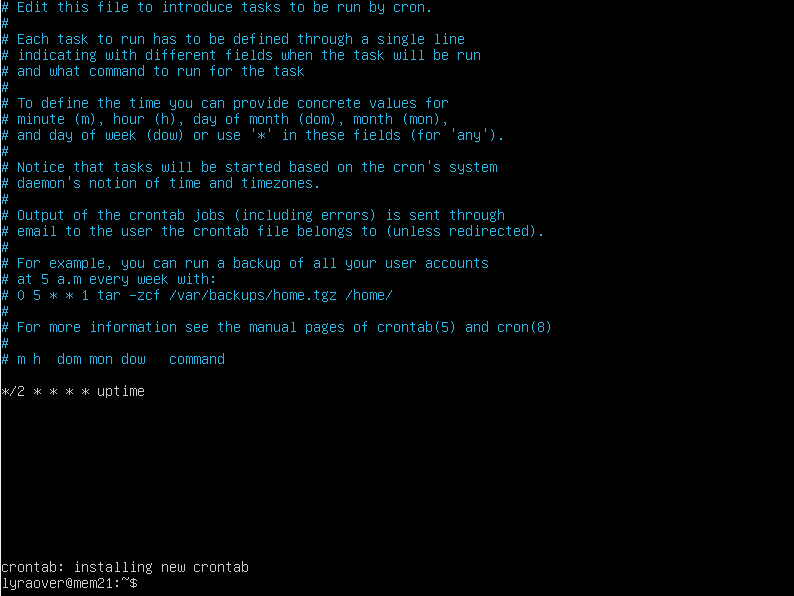 # Edit this file to introduce tasks to be run by cron.
#
# Each task to run has to be defined through a single line
# indicating with different fields when the task will be run
# and what command to run for the task
#
# To define the time you can provide concrete values for
# minute (m), hour (h), day of month (dom), month (mon),
# and day of week (dow) or use '*' in these fields (for 'any').
#
# Notice that tasks will be started based on the cron's system
# daemon's notion of time and timezones.
#
# Output of the crontab jobs (including errors) is sent through
# email to the user the crontab file belongs to (unless redirected).
#
# For example, you can run a backup of all your user accounts
# at 5 a.m every week with:
# 0 5 * * 1 tar -zcf /var/backups/home.tgz /home/
#
# For more information see the manual pages of crontab(5) and cron(8)
#
# m h  dom mon dow   command
*/2 * * * * uptime
crontab: installing new crontab
lyraover@mem21:~$